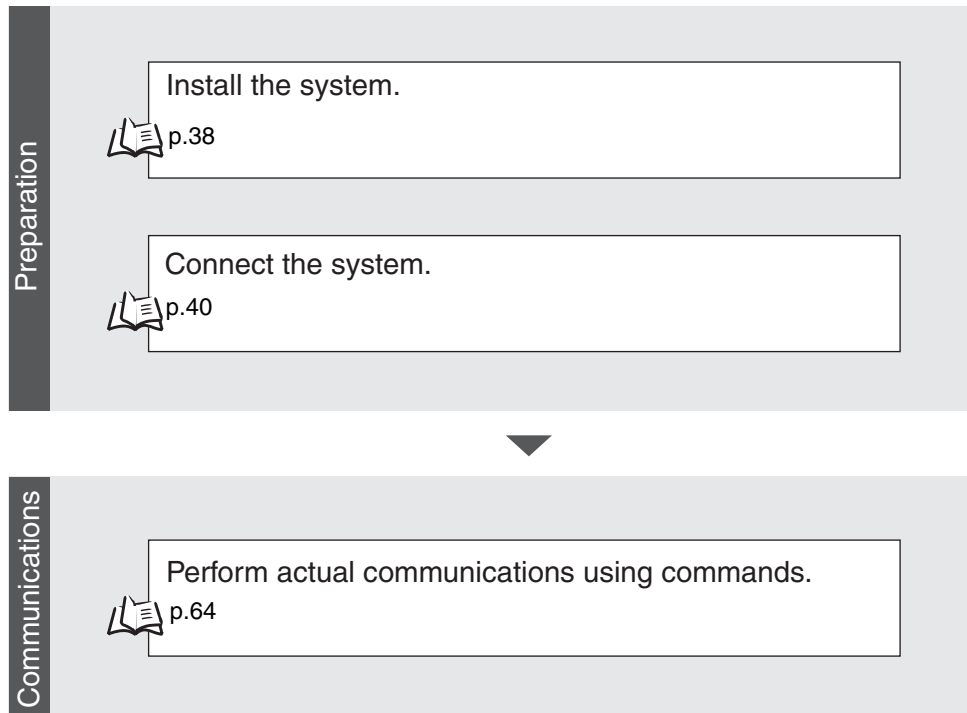 Preparation
Install the system.
p.38
Connect the system.
p.40
Communications
Perform actual communications using commands.
p.64